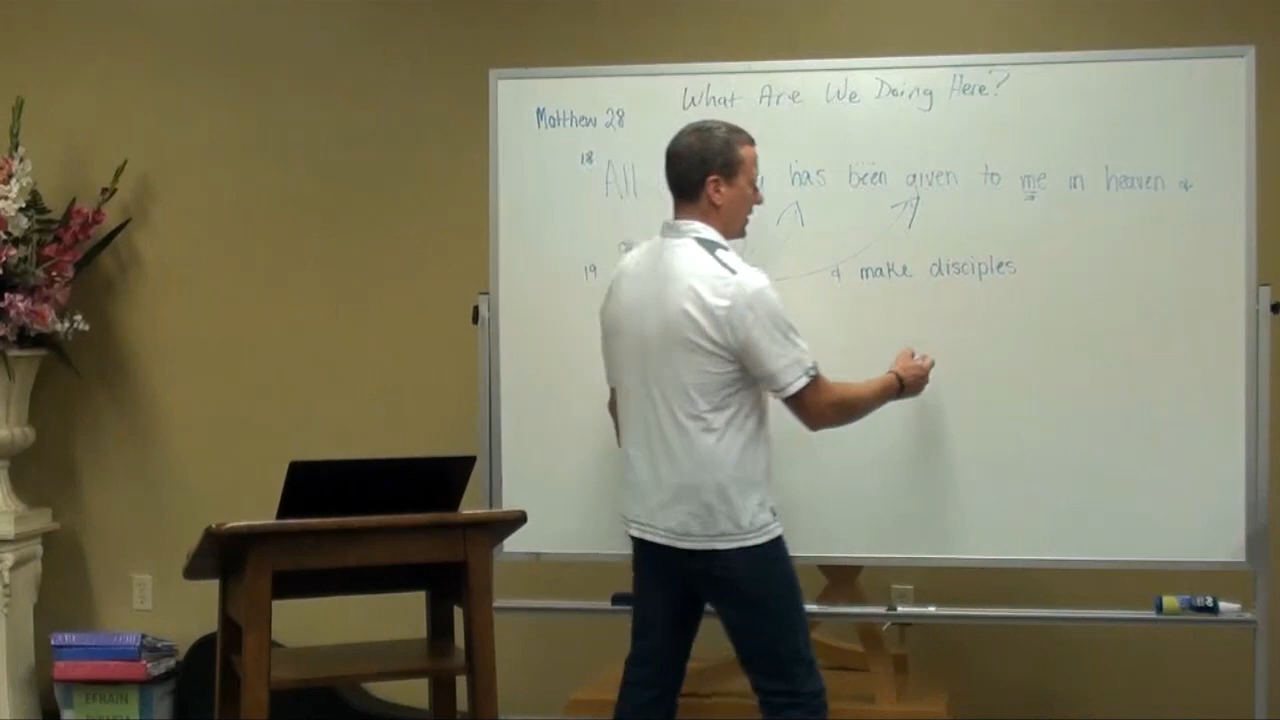 What Are We Doing Here?
Matthew 28
18 All has been given to me in heaven &
19 & make disciples
EFRAIN